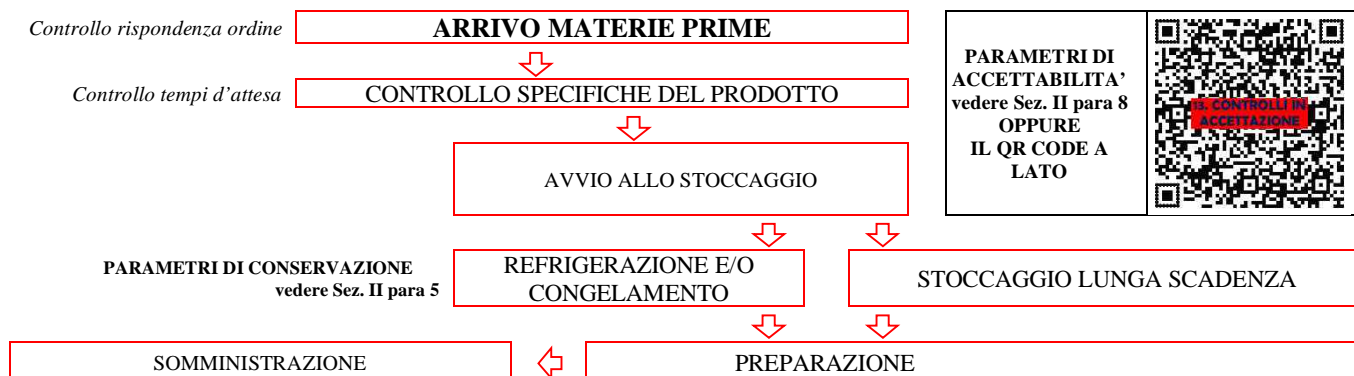 Controllo rispondenza ordine
ARRIVO MATERIE PRIME
Controllo tempi d'attesa
CONTROLLO SPECIFICHE DEL PRODOTTO
PARAMETRI DI
ACCETTABILITA'
vedere Sez. II para 8
OPPURE
IL QR CODE A
LATO
13. CONTROLLI IN
ACCETTAZIONE
AVVIO ALLO STOCCAGGIO
PARAMETRI DI CONSERVAZIONE
vedere Sez. II para 5
REFRIGERAZIONE E/O
CONGELAMENTO
STOCCAGGIO LUNGA SCADENZA
SOMMINISTRAZIONE
PREPARAZIONE